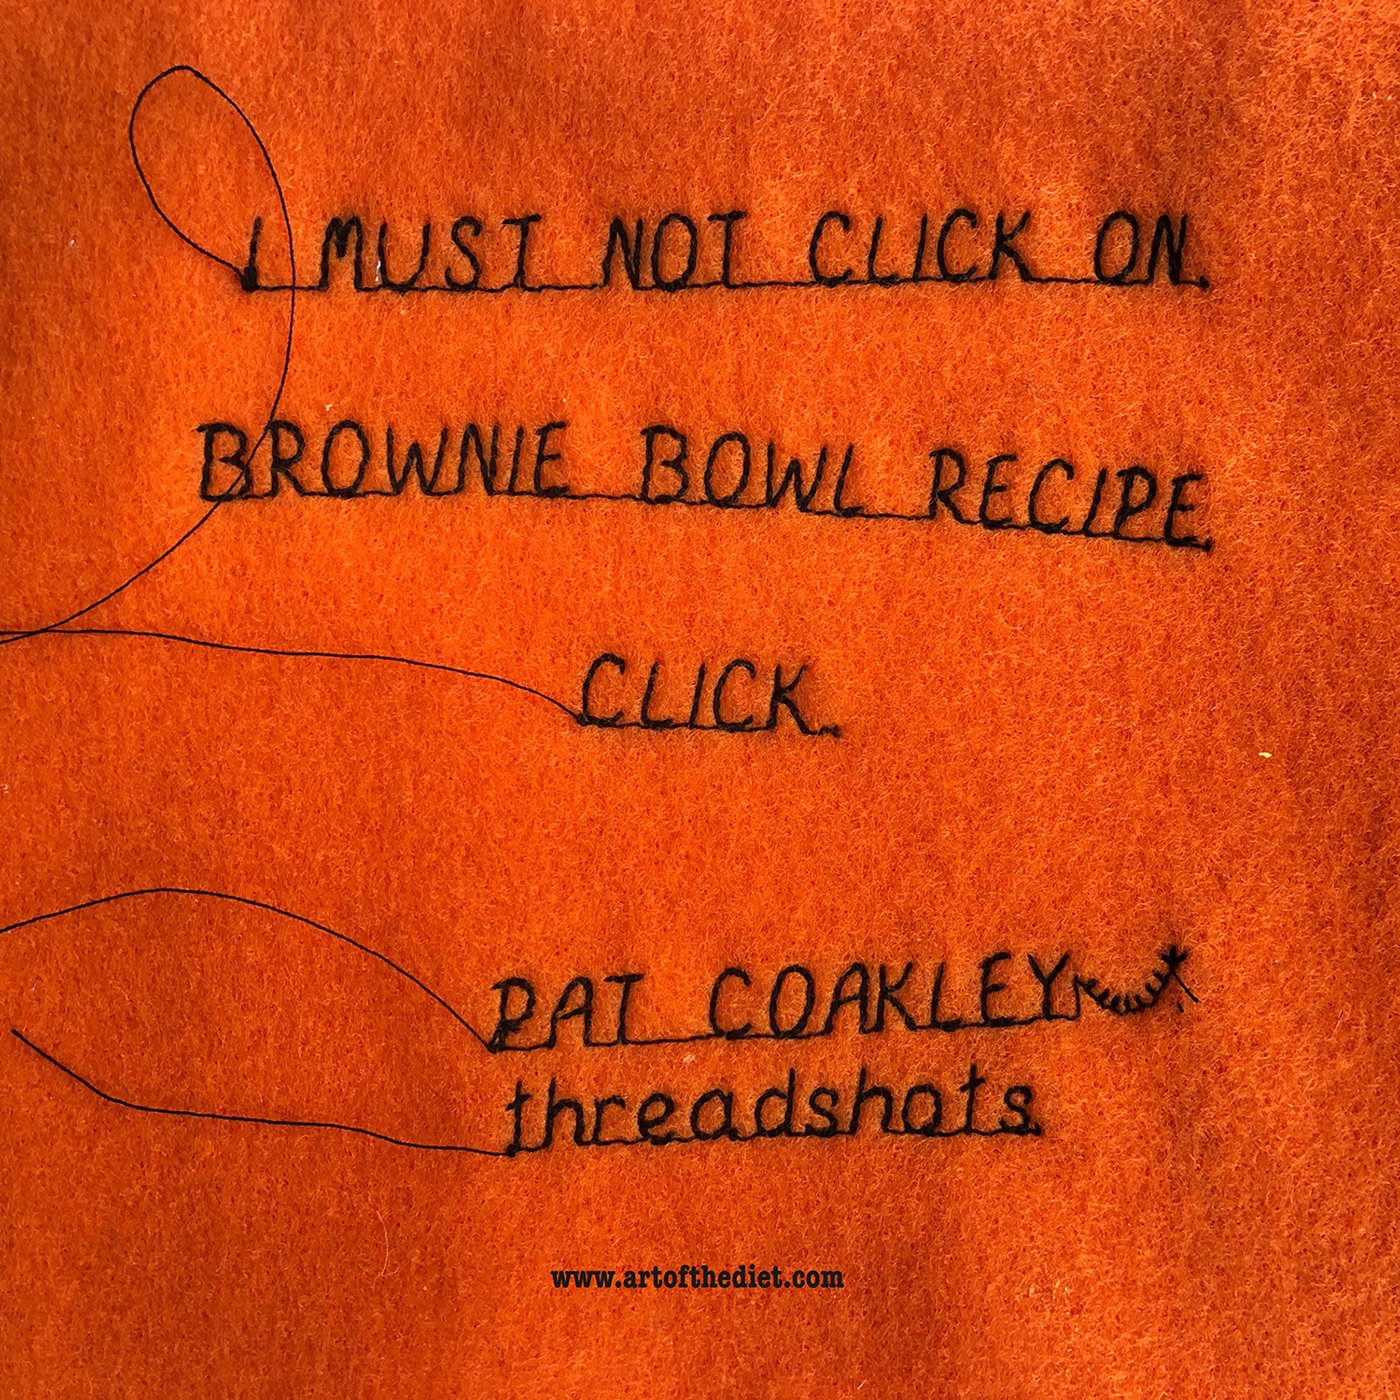 I MUST NOT CLICK ON
BROWNIE BOWL RECIPE
CLICK.
PAT COAKLEY
threadshots
www.artofthediet.com